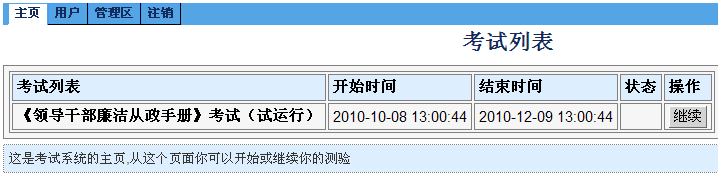 主页 用户 管理区 注销
考试列表
考试列表 开始时间 结束时间 状态 操作
《领导干部廉洁从政手册》考试（试运行） 2010-10-08 13:00:44 2010-12-09 13:00:44 继续
这是考试系统的主页,从这个页面你可以开始或继续你的测验